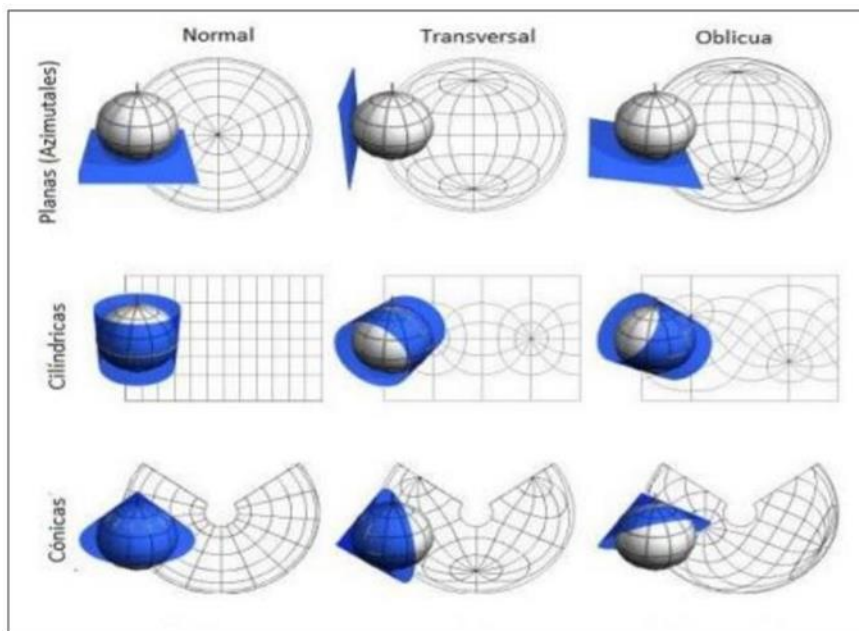 Normal
Transversal
Oblicua
Planas (Azimutales)
Cilíndricas
Cónicas